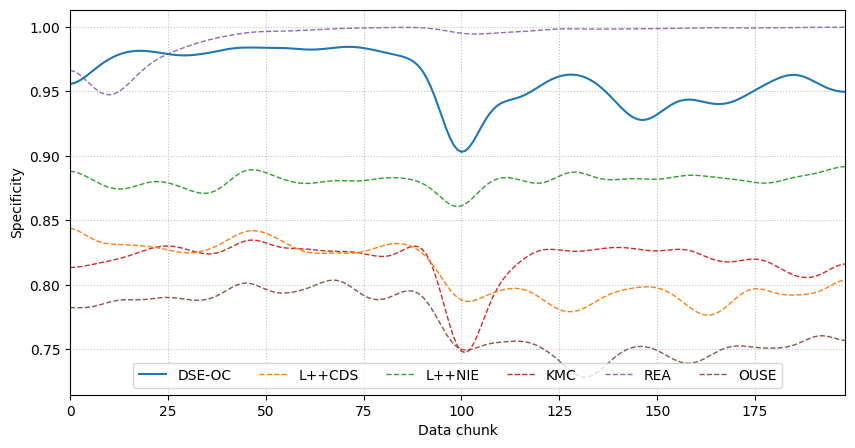 1.00
0.95
0.90
0.85
0.80
0.75
Specificity
DSE-OC L++CDS L++NIE KMC REA OUSE
0 25 50 75 100 125 150 175
Data chunk